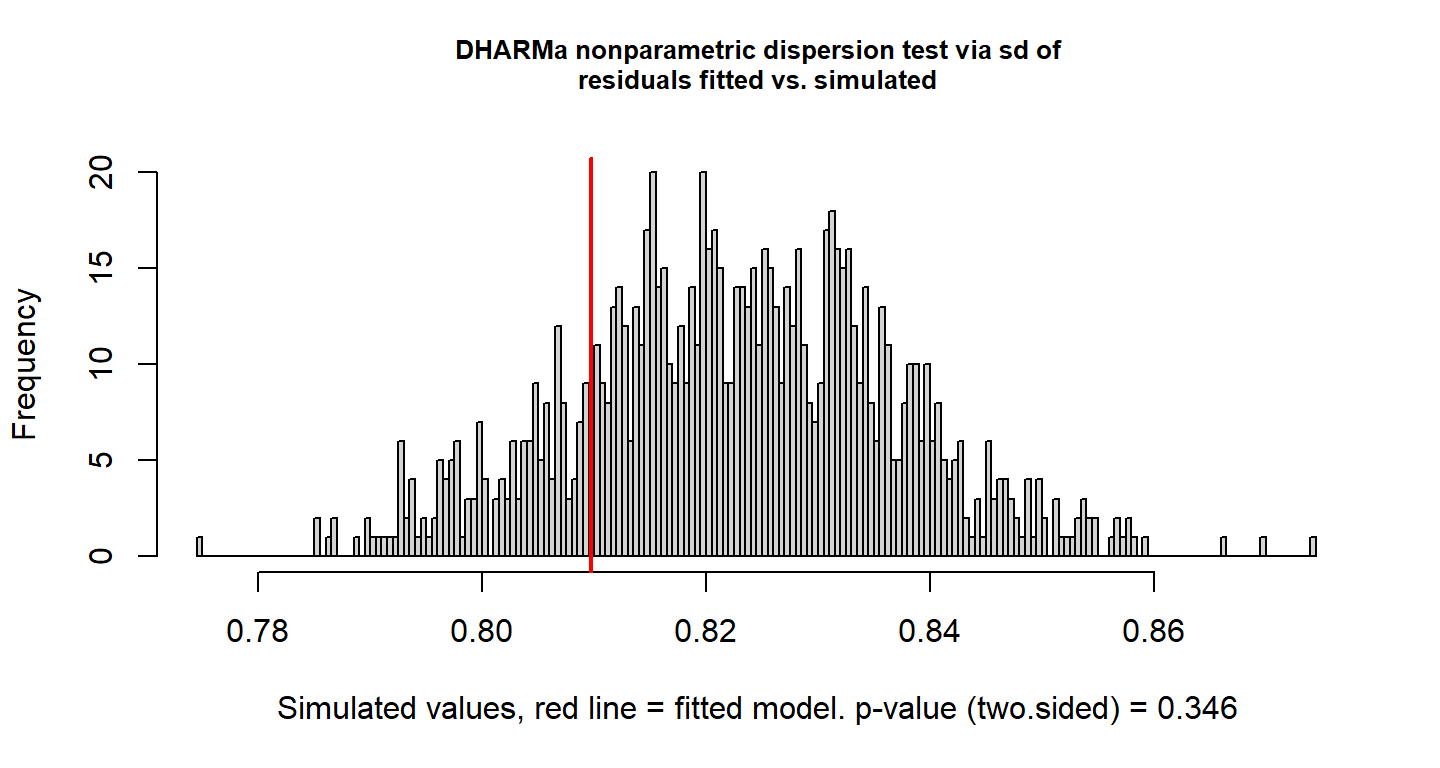 DHARMa nonparametric dispersion test via sd of
residuals fitted vs. simulated
Frequency
20
15
10
5
0
0.78 0.80 0.82 0.84 0.86
Simulated values, red line = fitted model. p-value (two.sided) = 0.346